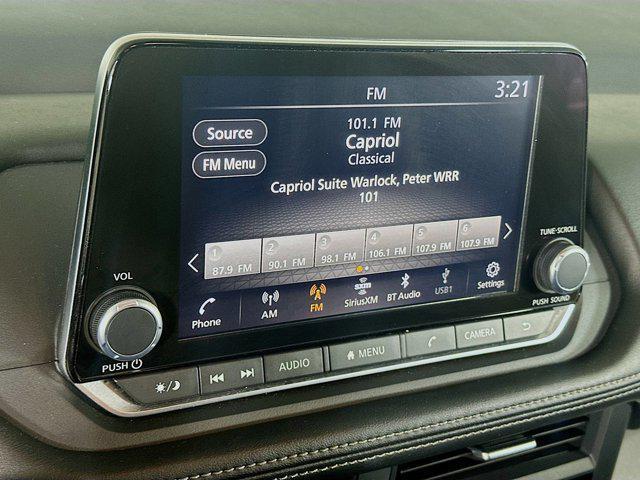 FM
3:21
Source
FM Menu
101.1 FM
Capriol
Classical
Capriol Suite Warlock, Peter WRR
101
1 87.9 FM
2 90.1 FM
3 98.1 FM
4 106.1 FM
5 107.9 FM
6 107.9 FM
Phone
AM
FM
sxm
SiriusXM
BT Audio
USB1
Settings
VOL
PUSH
TUNE·SCROLL
PUSH SOUND
AUDIO
MENU
CAMERA